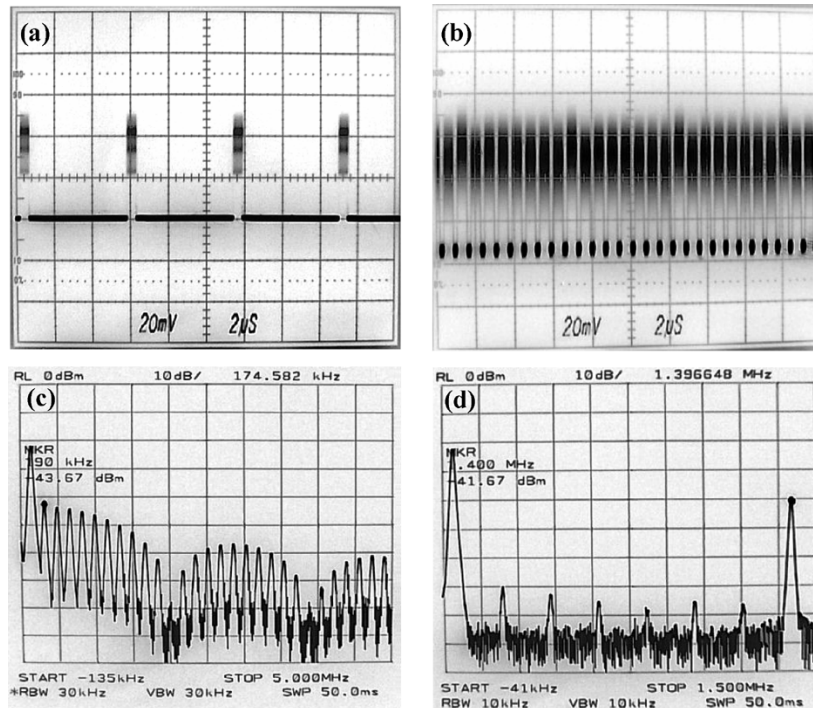 (a)
20mV 2µS
(b)
20mV 2µS
RL 0dBm 10dB/ 174.582 kHz
(c)
MKR
190 kHz
-43.67 dBm
START -135kHz STOP 5.000MHz
*RBW 30kHz VBW 30kHz SWP 50.0ms
RL 0dBm 10dB/ 1.396648 MHz
(d)
MKR
.400 MHz
-41.67 dBm
START -41kHz STOP 1.500MHz
RBW 10kHz VBW 10kHz SWP 50.0ms